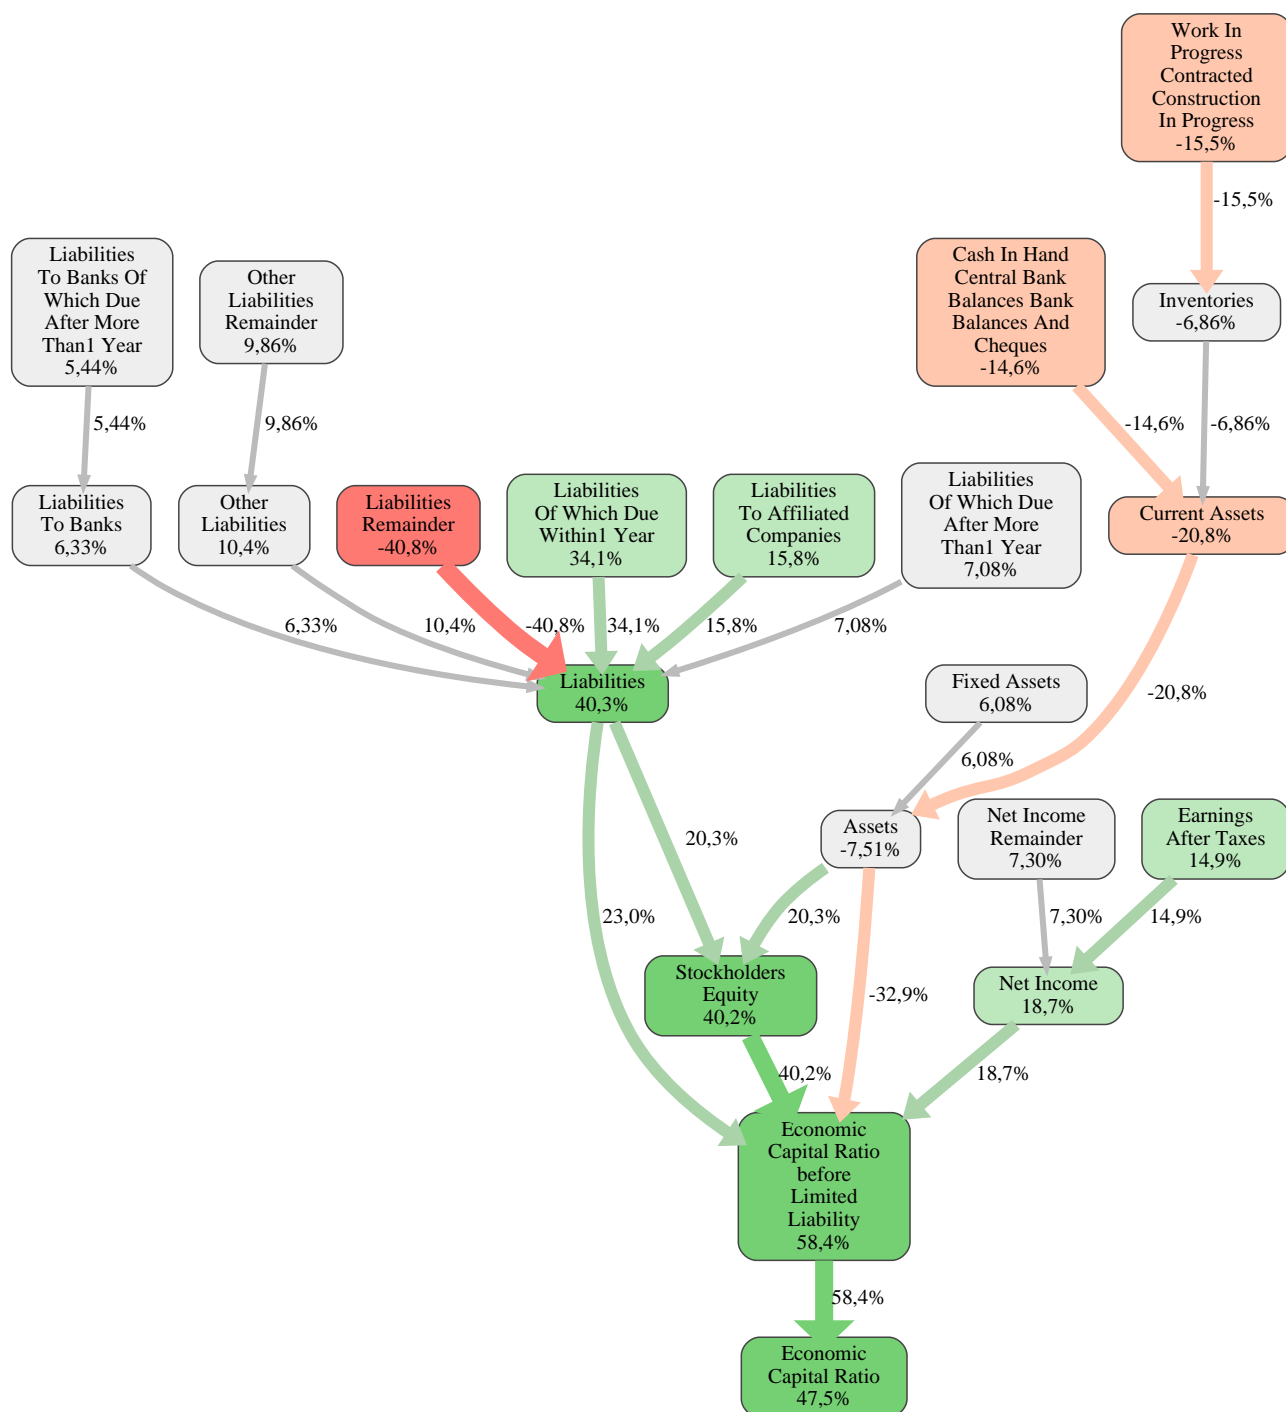 Work In
Progress
Contracted
Construction
In Progress
-15,5%
-15,5%
Liabilities
To Banks Of
Which Due
After More
Than1 Year
5,44%
Other
Liabilities
Remainder
9,86%
Cash In Hand
Central Bank
Balances Bank
Balances And
Cheques
-14,6%
Inventories
-6,86%
5,44%
9,86%
-14,6%
-6,86%
Liabilities
To Banks
6,33%
Other
Liabilities
10,4%
Liabilities
Remainder
-40,8%
Liabilities
Of Which Due
Within1 Year
34,1%
Liabilities
To Affiliated
Companies
15,8%
Liabilities
Of Which Due
After More
Than1 Year
7,08%
Current Assets
-20,8%
6,33%
10,4%
-40,8%
34,1%
15,8%
7,08%
Liabilities
40,3%
Fixed Assets
6,08%
-20,8%
6,08%
20,3%
Assets
-7,51%
Net Income
Remainder
7,30%
Earnings
After Taxes
14,9%
23,0%
20,3%
7,30%
14,9%
Stockholders
Equity
40,2%
-32,9%
Net Income
18,7%
40,2%
18,7%
Economic
Capital Ratio
before
Limited
Liability
58,4%
58,4%
Economic
Capital Ratio
47,5%